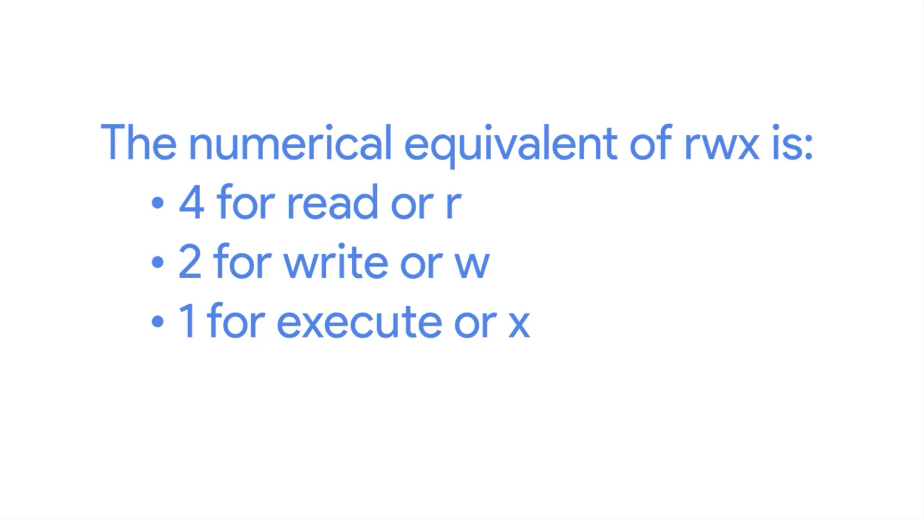 The numerical equivalent of rwx is:
• 4 for read or r
• 2 for write or w
• 1 for execute or x